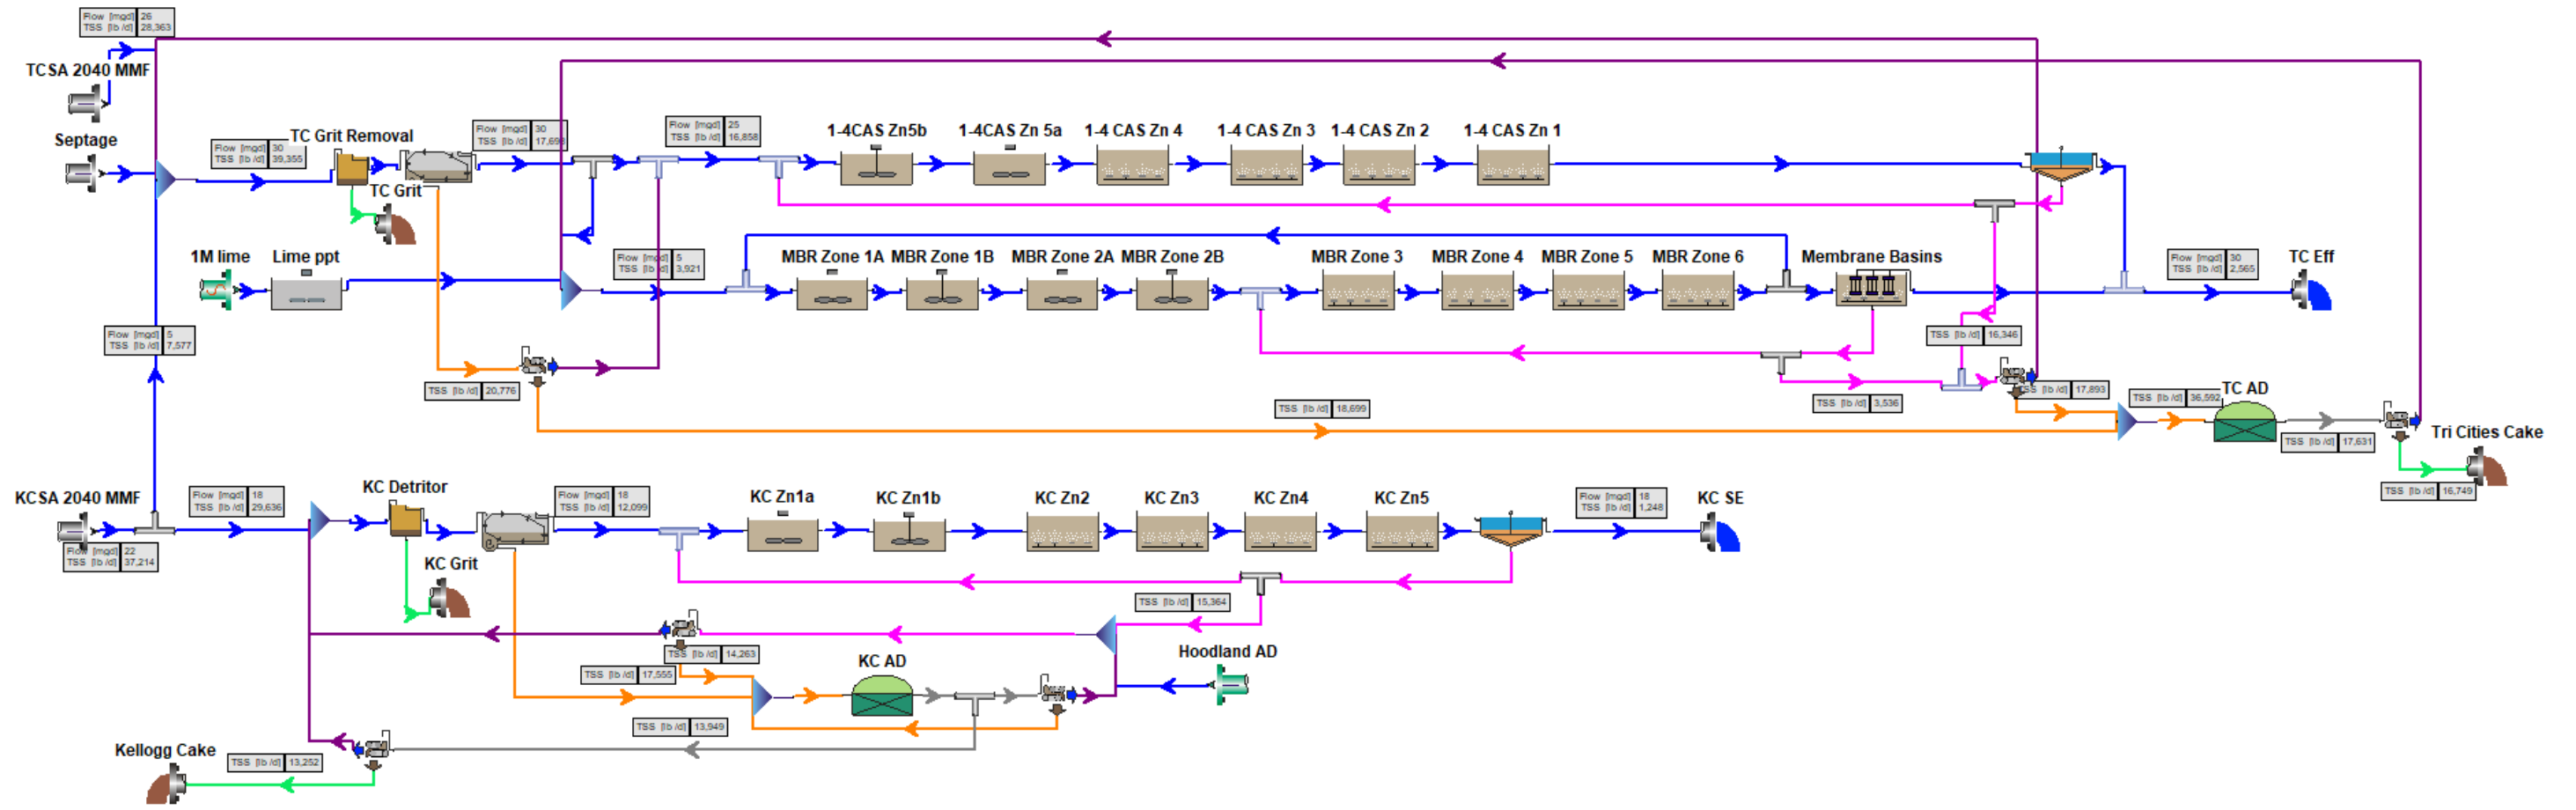 Flow [mgd] 26
TSS [lb /d] 28,363
TCSA 2040 MMF
Septage
Flow [mgd] 30
TSS [lb /d] 39,355
TC Grit Removal
TC Grit
Flow [mgd] 30
TSS [lb /d]
Flow [mgd] 25
TSS [lb /d] 16,858
1-4CAS Zn5b
1-4CAS Zn 5a
1-4 CAS Zn 4
1-4 CAS Zn 3
1-4 CAS Zn 2
1-4 CAS Zn 1
1M lime
Lime ppt
Flow [mgd] 5
TSS [lb /d] 3,921
MBR Zone 1A
MBR Zone 1B
MBR Zone 2A
MBR Zone 2B
MBR Zone 3
MBR Zone 4
MBR Zone 5
MBR Zone 6
Membrane Basins
Flow [mgd] 30
TSS [lb /d] 2,565
TC Eff
Flow [mgd] 5
TSS [lb /d] 7,577
TSS [lb /d] 16,346
TSS [lb /d] 20,776
TSS [lb /d] 18,699
TSS [lb /d] 3,536
TSS [lb /d] 17,893
TSS [lb /d] 36,592
TC AD
TSS [lb /d] 17,631
Tri Cities Cake
TSS [lb /d] 16,749
KCSA 2040 MMF
Flow [mgd] 22
TSS [lb /d] 37,214
Flow [mgd] 18
TSS [lb /d] 29,636
KC Detritor
KC Grit
Flow [mgd] 18
TSS [lb /d] 12,099
KC Zn1a
KC Zn1b
KC Zn2
KC Zn3
KC Zn4
KC Zn5
Flow [mgd] 18
TSS [lb /d] 1,248
KC SE
TSS [lb /d] 15,364
TSS [lb /d] 14,263
TSS [lb /d] 17,555
KC AD
Hoodland AD
TSS [lb /d] 13,949
Kellogg Cake
TSS [lb /d] 13,252